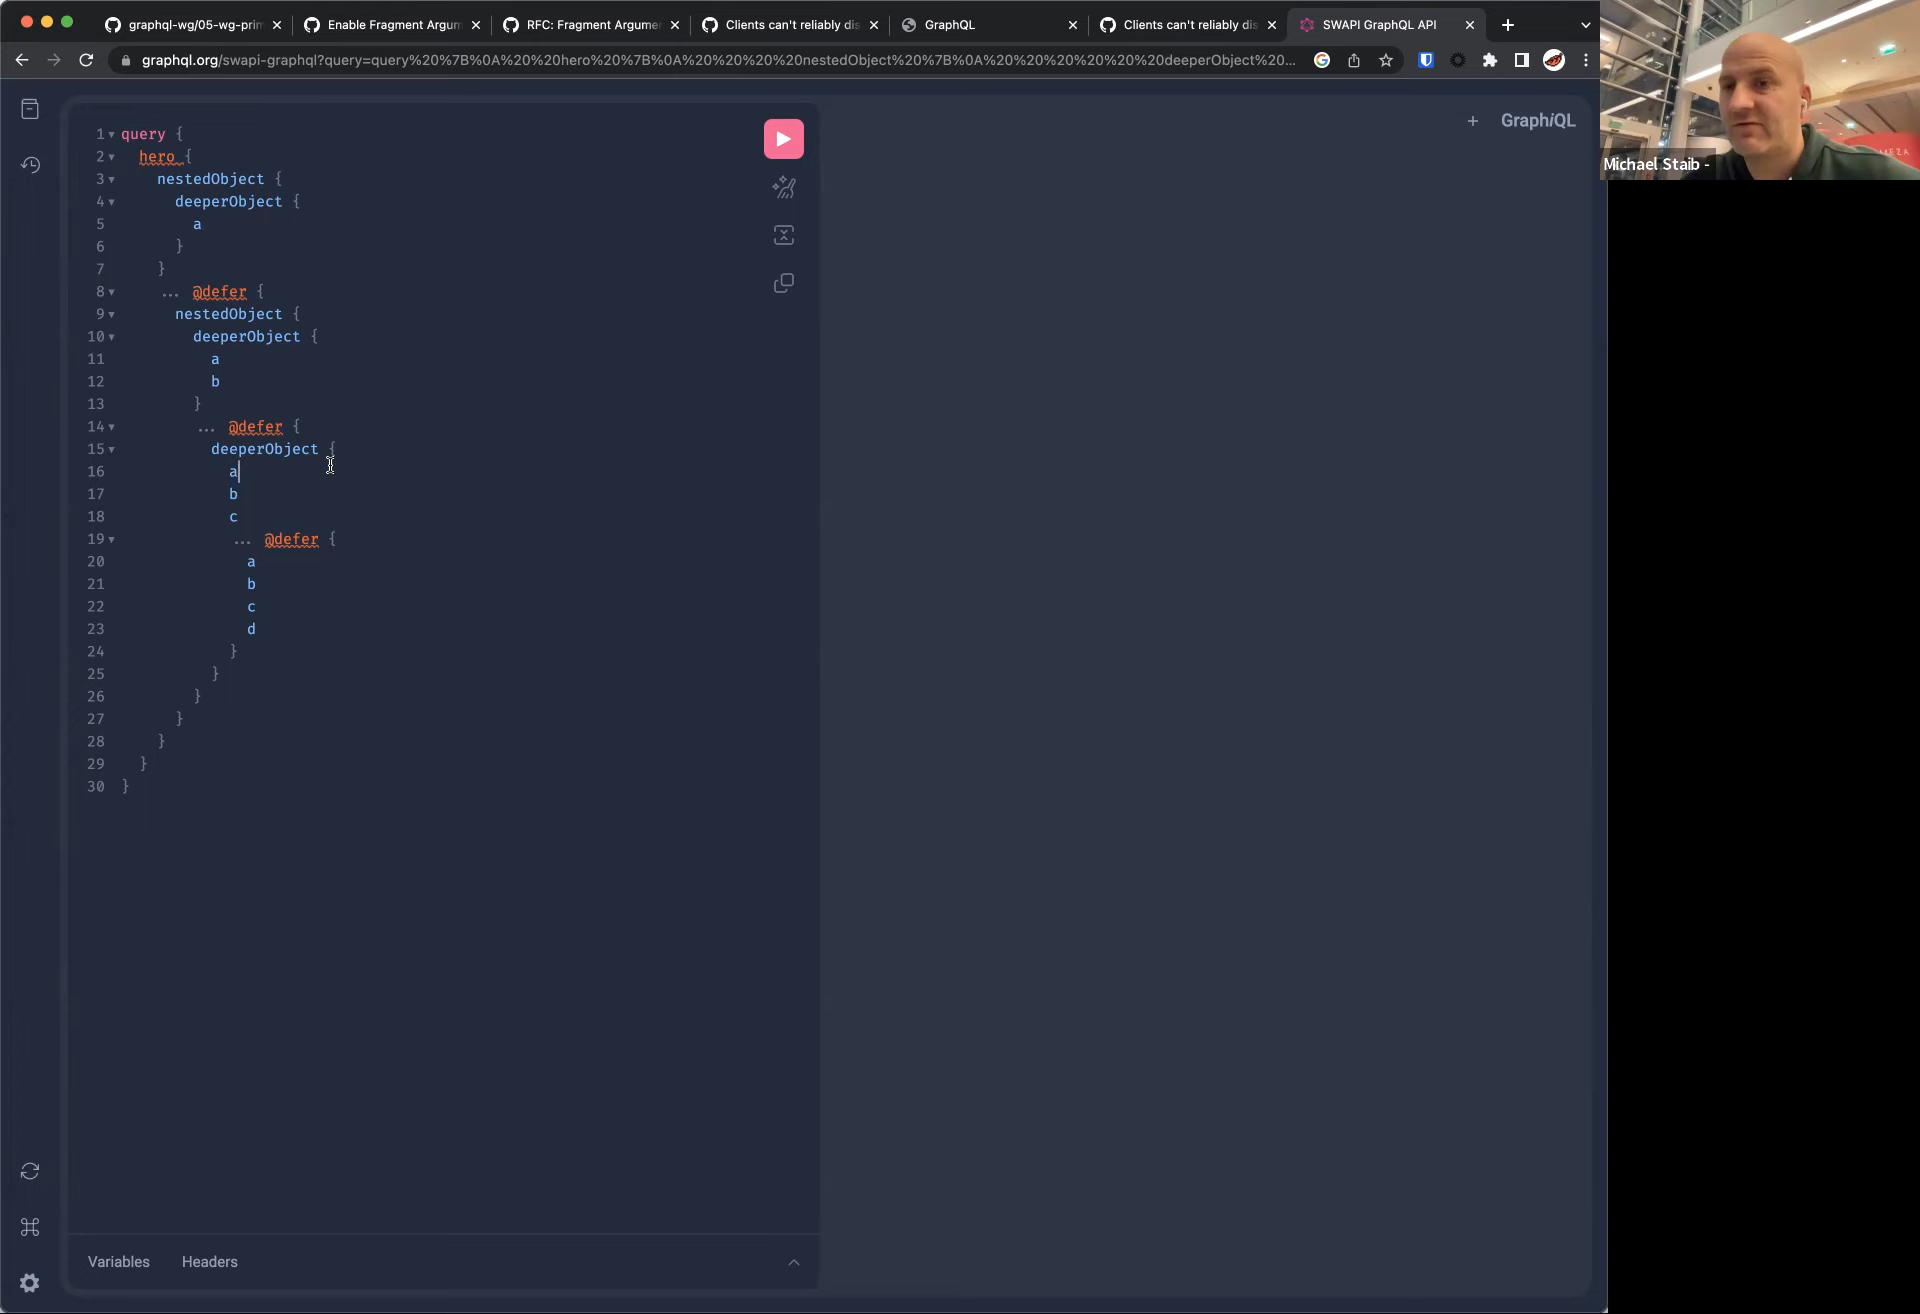 graphql-wg/05-wg-prim
Enable Fragment Argum
RFC: Fragment Argumen
Clients can't reliably dis
GraphQL
Clients can't reliably dis
SWAPI GraphQL API
graphql.org/swapi-graphql?query=query%20%7B%0A%20%20hero%20%7B%0A%20%20%20%20nestedObject%20%7B%0A%20%20%20%20%20%20deeperObject%20...
GraphiQL
1 query {
2 hero {
3 nestedObject {
4 deeperObject {
5 a
6 }
7 }
8 ... @defer {
9 nestedObject {
10 deeperObject {
11 a
12 b
13 }
14 ... @defer {
15 deeperObject {
16 a
17 b
18 c
19 ... @defer {
20 a
21 b
22 c
23 d
24 }
25 }
26 }
27 }
28 }
29 }
30 }
Variables Headers
Michael Staib -